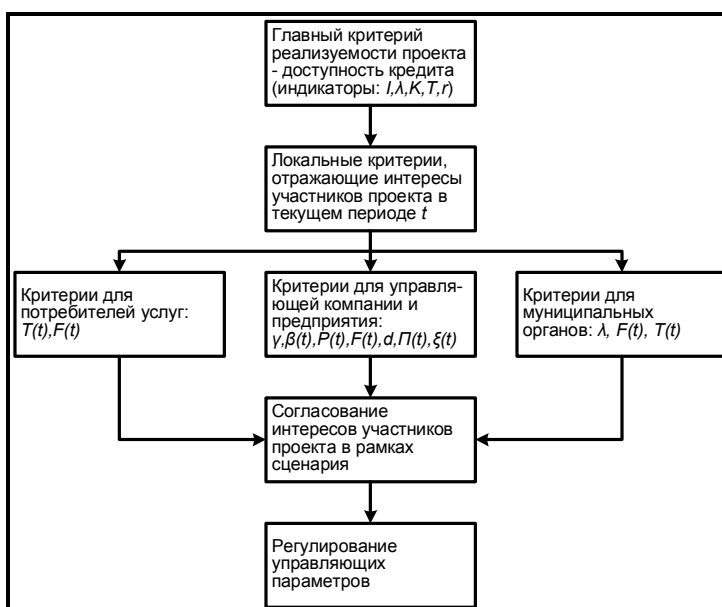 Главный критерий
реализуемости проекта
- доступность кредита
(индикаторы: I,λ,K,T,r)
Локальные критерии,
отражающие интересы
участников проекта в
текущем периоде t
Критерии для
потребителей услуг:
T(t),F(t)
Критерии для управля-
ющей компании и
предприятия:
γ,β(t),P(t),F(t),d,П(t),ξ(t)
Критерии для
муниципальных
органов: λ, F(t), T(t)
Согласование
интересов участников
проекта в рамках
сценария
Регулирование
управляющих
параметров